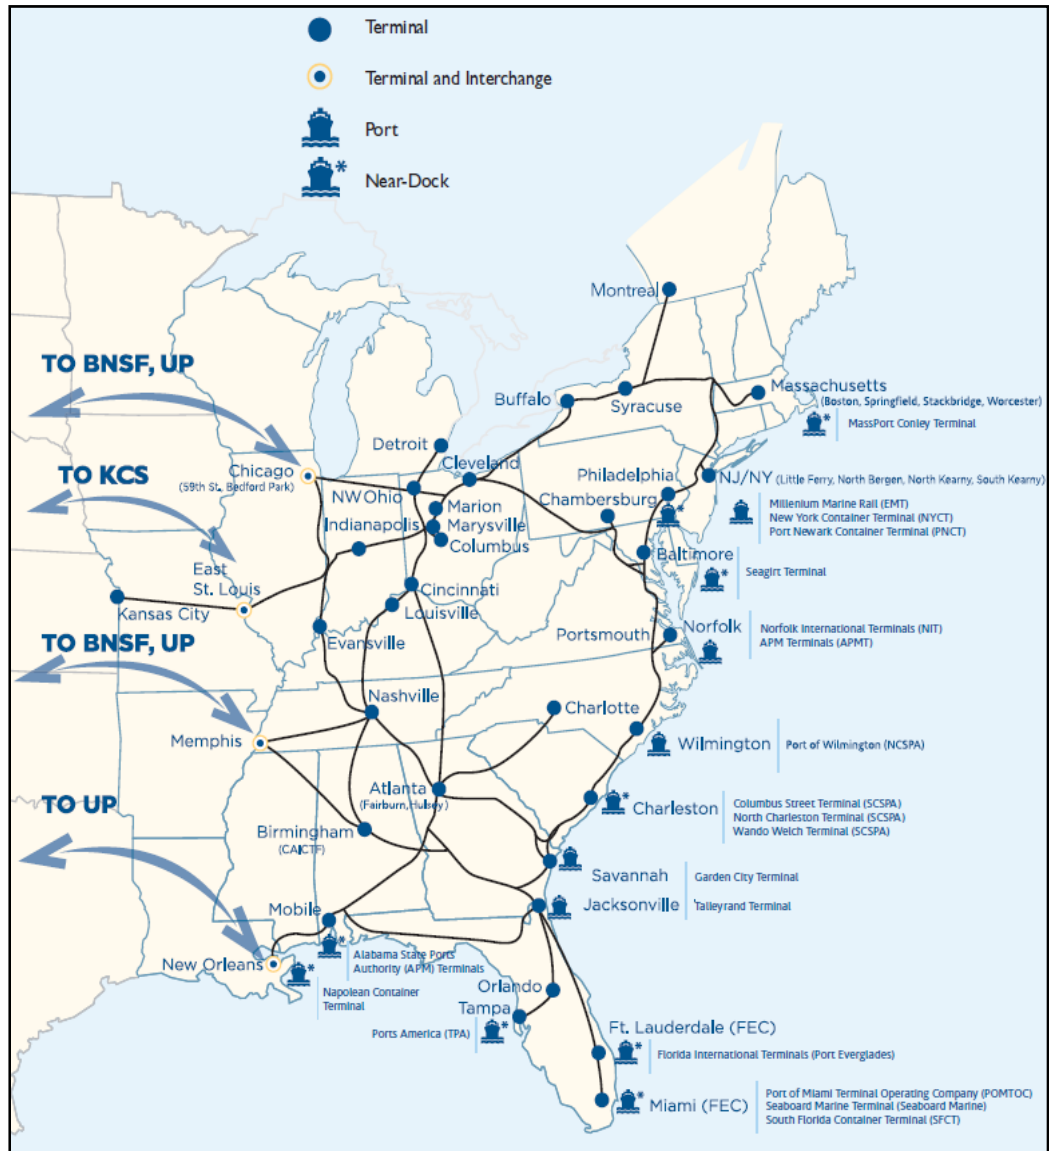 Terminal
Terminal and Interchange
Port
*
Near-Dock
Montreal
TO BNSF, UP
Massachusetts
(Boston, Springfield, Stackbridge, Worcester)
Buffalo
Syracuse
*
MassPort Conley Terminal
Detroit
Cleveland
TO KCS
Chicago
(59th St. Bedford Park)
Philadelphia
NJ/NY (Little Ferry, North Bergen, North Kearny, South Kearny)
NW Ohio
Chambersburg
Marion
Millenium Marine Rail (EMT)
New York Container Terminal (NYCT)
Port Newark Container Terminal (PNCT)
*
Indianapolis
Marysville
Columbus
Baltimore
East
St. Louis
*
Seagirt Terminal
Cincinnati
Kansas City
Louisville
TO BNSF, UP
Evansville
Portsmouth
Norfolk
Norfolk International Terminals (NIT)
APM Terminals (APMT)
Nashville
Charlotte
Memphis
Wilmington
Port of Wilmington (NCSPA)
TO UP
Atlanta
(Fairburn, Hulsey)
*
Charleston
Columbus Street Terminal (SCSPA)
North Charleston Terminal (SCSPA)
Wando Welch Terminal (SCSPA)
Birmingham
(CAICTF)
Savannah
Garden City Terminal
Jacksonville
'Talleyrand Terminal
Mobile
*
Alabama State Ports
Authority (APM) Terminals
New Orleans
*
Napolean Container
Terminal
Orlando
Tampa
Ports America (TPA)
*
Ft. Lauderdale (FEC)
*
Florida International Terminals (Port Everglades)
*
Miami (FEC)
Port of Miami Terminal Operating Company (POMTOC)
Seaboard Marine Terminal (Seaboard Marine)
South Florida Container Terminal (SFCT)